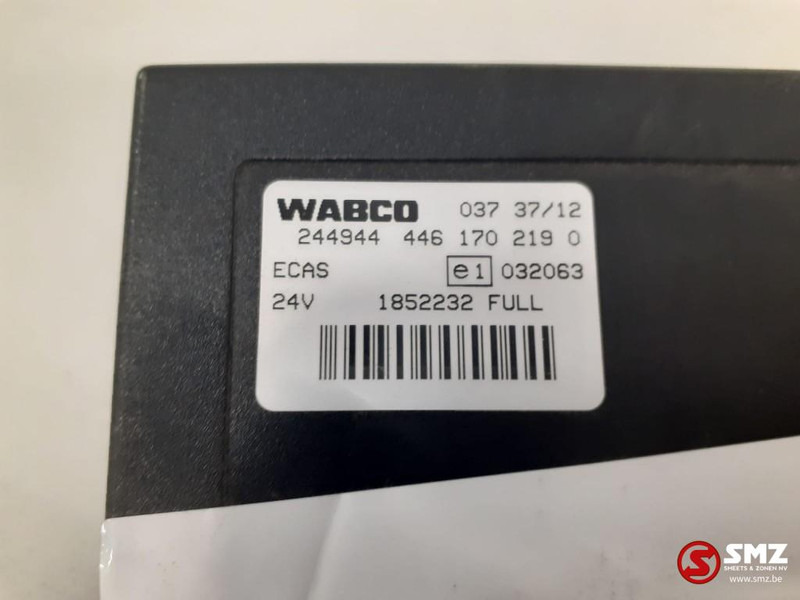 WABCO 037 37/12
244944 446 170 219 0
ECAS e1 032063
24V 1852232 FULL
SMZ
SMEETS & ZONEN NV
www.smz.be